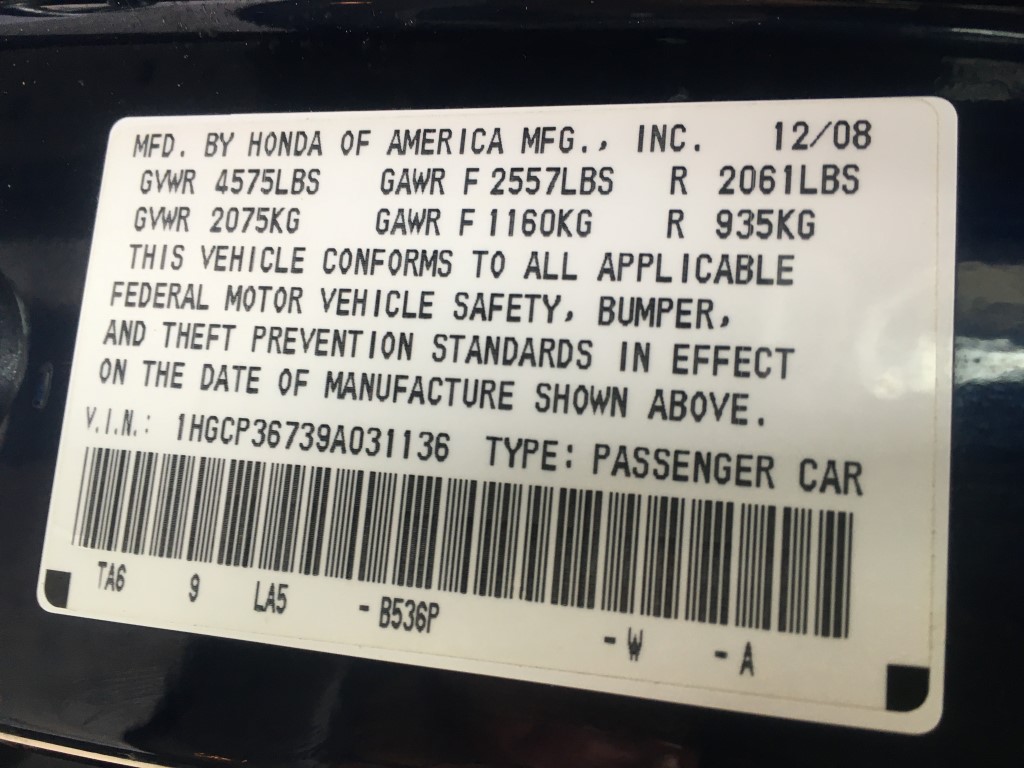 MFD. BY HONDA OF AMERICA MFG., INC. 12/08
GVWR 4575LBS GAWR F 2557LBS R 2061LBS
GVWR 2075KG GAWR F 1160KG R 935KG
THIS VEHICLE CONFORMS TO ALL APPLICABLE
FEDERAL MOTOR VEHICLE SAFETY, BUMPER,
AND THEFT PREVENTION STANDARDS IN EFFECT
ON THE DATE OF MANUFACTURE SHOWN ABOVE.
V.I.N.: 1HGCP36739A031136 TYPE: PASSENGER CAR
TA6 9 LA5 - B536P - W - A